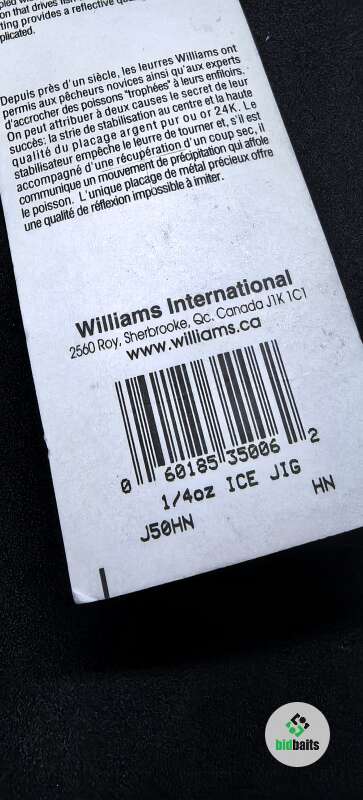 on that drives fish
ting provides a reflective
plicated.
Depuis près d'un siècle, les leurres Williams ont
permis aux pêcheurs novices ainsi qu'aux experts
d'accrocher des poissons "trophées" à leurs enfiloirs.
On peut attribuer à deux causes le secret de leur
succès: la strie de stabilisation au centre et la haute
qualité du placage argent pur ou or 24K. Le
stabilisateur empêche le leurre de tourner et, s'il est
accompagné d'une récupération d'un coup sec, il
communique un mouvement de précipitation qui affole
le poisson. L'unique placage de métal précieux offre
une qualité de réflexion impossible à imiter.
Williams International
2560 Roy, Sherbrooke, Qc. Canada J1K 1C1
www.williams.ca
0 60185 35006 2
1/4oz ICE JIG
J50HN HN
bidbaits